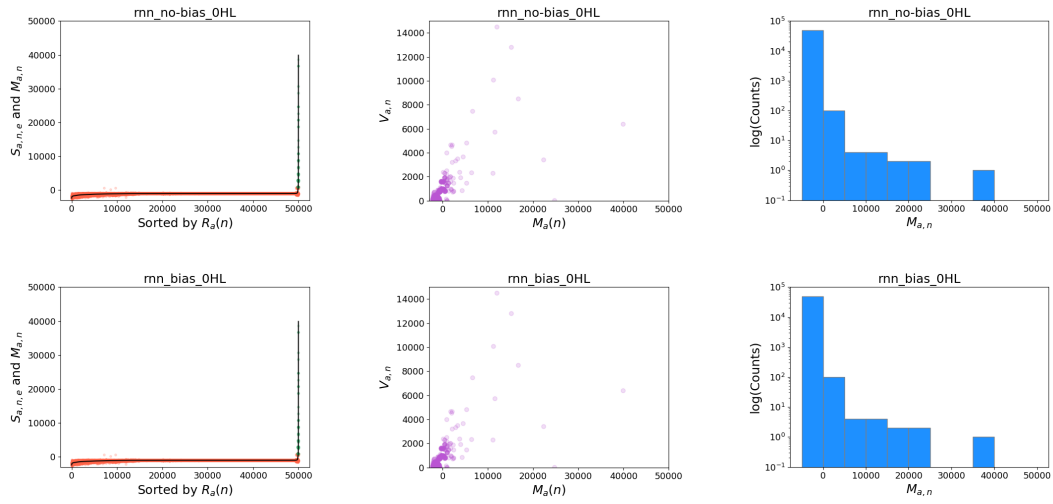 rnn_no-bias_0HL
50000
40000
30000
20000
10000
0
S_{a,n,e} and M_{a,n}
0 10000 20000 30000 40000 50000
Sorted by R_a(n)
rnn_no-bias_0HL
14000
12000
10000
8000
6000
4000
2000
0
V_{a,n}
0 10000 20000 30000 40000 50000
M_a(n)
rnn_no-bias_0HL
10^5
10^4
10^3
10^2
10^1
10^0
10^{-1}
log(Counts)
0 10000 20000 30000 40000 50000
M_{a,n}
rnn_bias_0HL
50000
40000
30000
20000
10000
0
S_{a,n,e} and M_{a,n}
0 10000 20000 30000 40000 50000
Sorted by R_a(n)
rnn_bias_0HL
14000
12000
10000
8000
6000
4000
2000
0
V_{a,n}
0 10000 20000 30000 40000 50000
M_a(n)
rnn_bias_0HL
10^5
10^4
10^3
10^2
10^1
10^0
10^{-1}
log(Counts)
0 10000 20000 30000 40000 50000
M_{a,n}